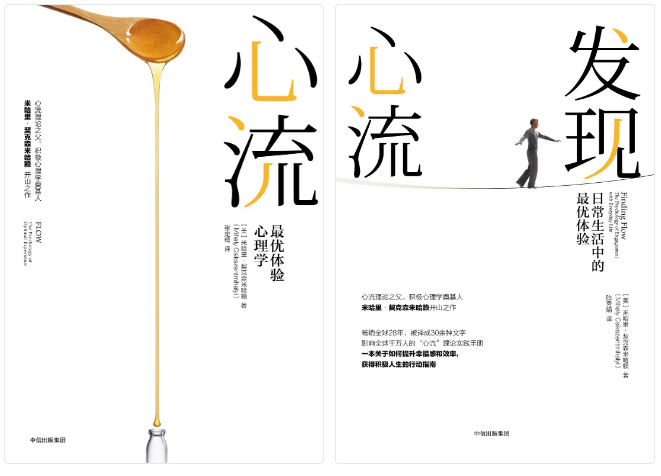 心流
最优体验
心理学
[美] 米哈里·契克森米哈赖 著
(Mihaly Csikszentmihalyi)
张定绮 译
心流理论之父、积极心理学奠基人
米哈里·契克森米哈赖 开山之作
FLOW
The Psychology of
Optimal Experience
中信出版集团
发现
心流
日常生活中的
最优体验
Finding Flow
The Psychology of Engagement
with Everyday Life
[美] 米哈里·契克森米哈赖 著
(Mihaly Csikszentmihalyi)
陈秀娟 译
心流理论之父、积极心理学奠基人
米哈里·契克森米哈赖开山之作
畅销全球28年，被译成30余种文字
影响全球千万人的“心流”理论实践手册
一本关于如何提升幸福感和效率，
获得积极人生的行动指南
中信出版集团